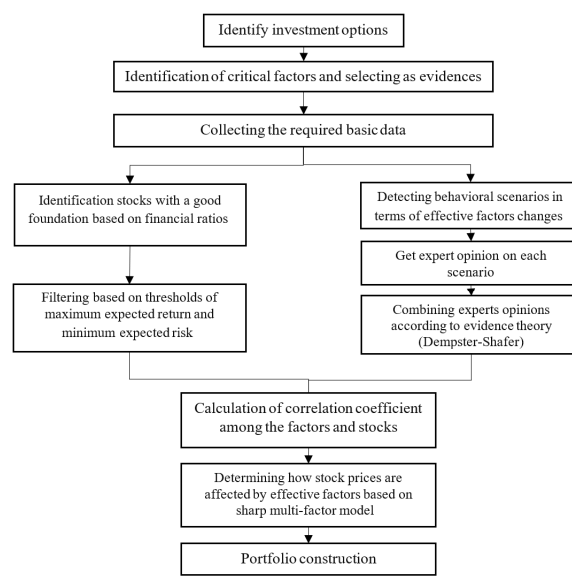 Identify investment options
Identification of critical factors and selecting as evidences
Collecting the required basic data
Identification stocks with a good
foundation based on financial ratios
Filtering based on thresholds of
maximum expected return and
minimum expected risk
Detecting behavioral scenarios in
terms of effective factors changes
Get expert opinion on each
scenario
Combining experts opinions
according to evidence theory
(Dempster-Shafer)
Calculation of correlation coefficient
among the factors and stocks
Determining how stock prices are
affected by effective factors based on
sharp multi-factor model
Portfolio construction